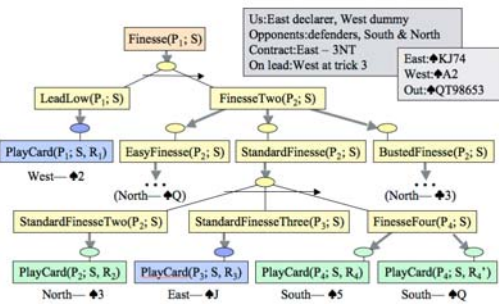 Us:East declarer, West dummy
Opponents:defenders, South & North
Contract:East – 3NT
On lead:West at trick 3
East:♠KJ74
West:♠A2
Out:♠QT98653
Finesse(P₁; S)
LeadLow(P₁; S)
FinesseTwo(P₂; S)
PlayCard(P₁; S, R₁)
EasyFinesse(P₂; S)
StandardFinesse(P₂; S)
BustedFinesse(P₂; S)
West— ♠2
(North— ♠Q)
(North— ♠3)
StandardFinesseTwo(P₂; S)
StandardFinesseThree(P₃; S)
FinesseFour(P₄; S)
PlayCard(P₂; S, R₂)
PlayCard(P₃; S, R₃)
PlayCard(P₄; S, R₄)
PlayCard(P₄; S, R₄')
North— ♠3
East— ♠J
South— ♠5
South— ♠Q